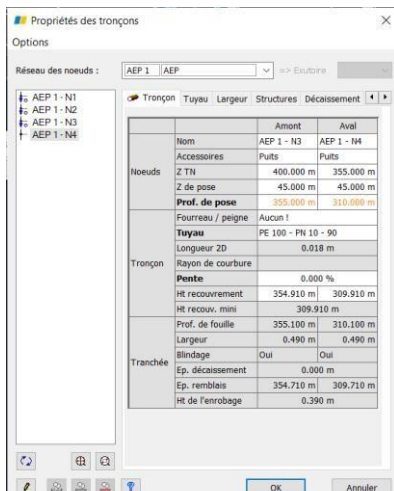 Propriétés des tronçons
Options
Réseau des noeuds : AEP 1 AEP => Exutoire
AEP 1 - N1
AEP 1 - N2
AEP 1 - N3
AEP 1 - N4
Tronçon Tuyau Largeur Structures Décaissement
Amont Aval
Noeuds
Nom AEP 1 - N3 AEP 1 - N4
Accessoires Puits Puits
Z TN 400.000 m 355.000 m
Z de pose 45.000 m 45.000 m
Prof. de pose 355.000 m 310.000 m
Tronçon
Fourreau / peigne Aucun !
Tuyau PE 100 - PN 10 - 90
Longueur 2D 0.018 m
Rayon de courbure
Pente 0.000 %
Ht recouvrement 354.910 m 309.910 m
Ht recouv. mini 309.910 m
Tranchée
Prof. de fouille 355.100 m 310.100 m
Largeur 0.490 m 0.490 m
Blindage Oui Oui
Ep. décaissement 0.000 m
Ep. remblais 354.710 m 309.710 m
Ht de l'enrobage 0.390 m
OK Annuler